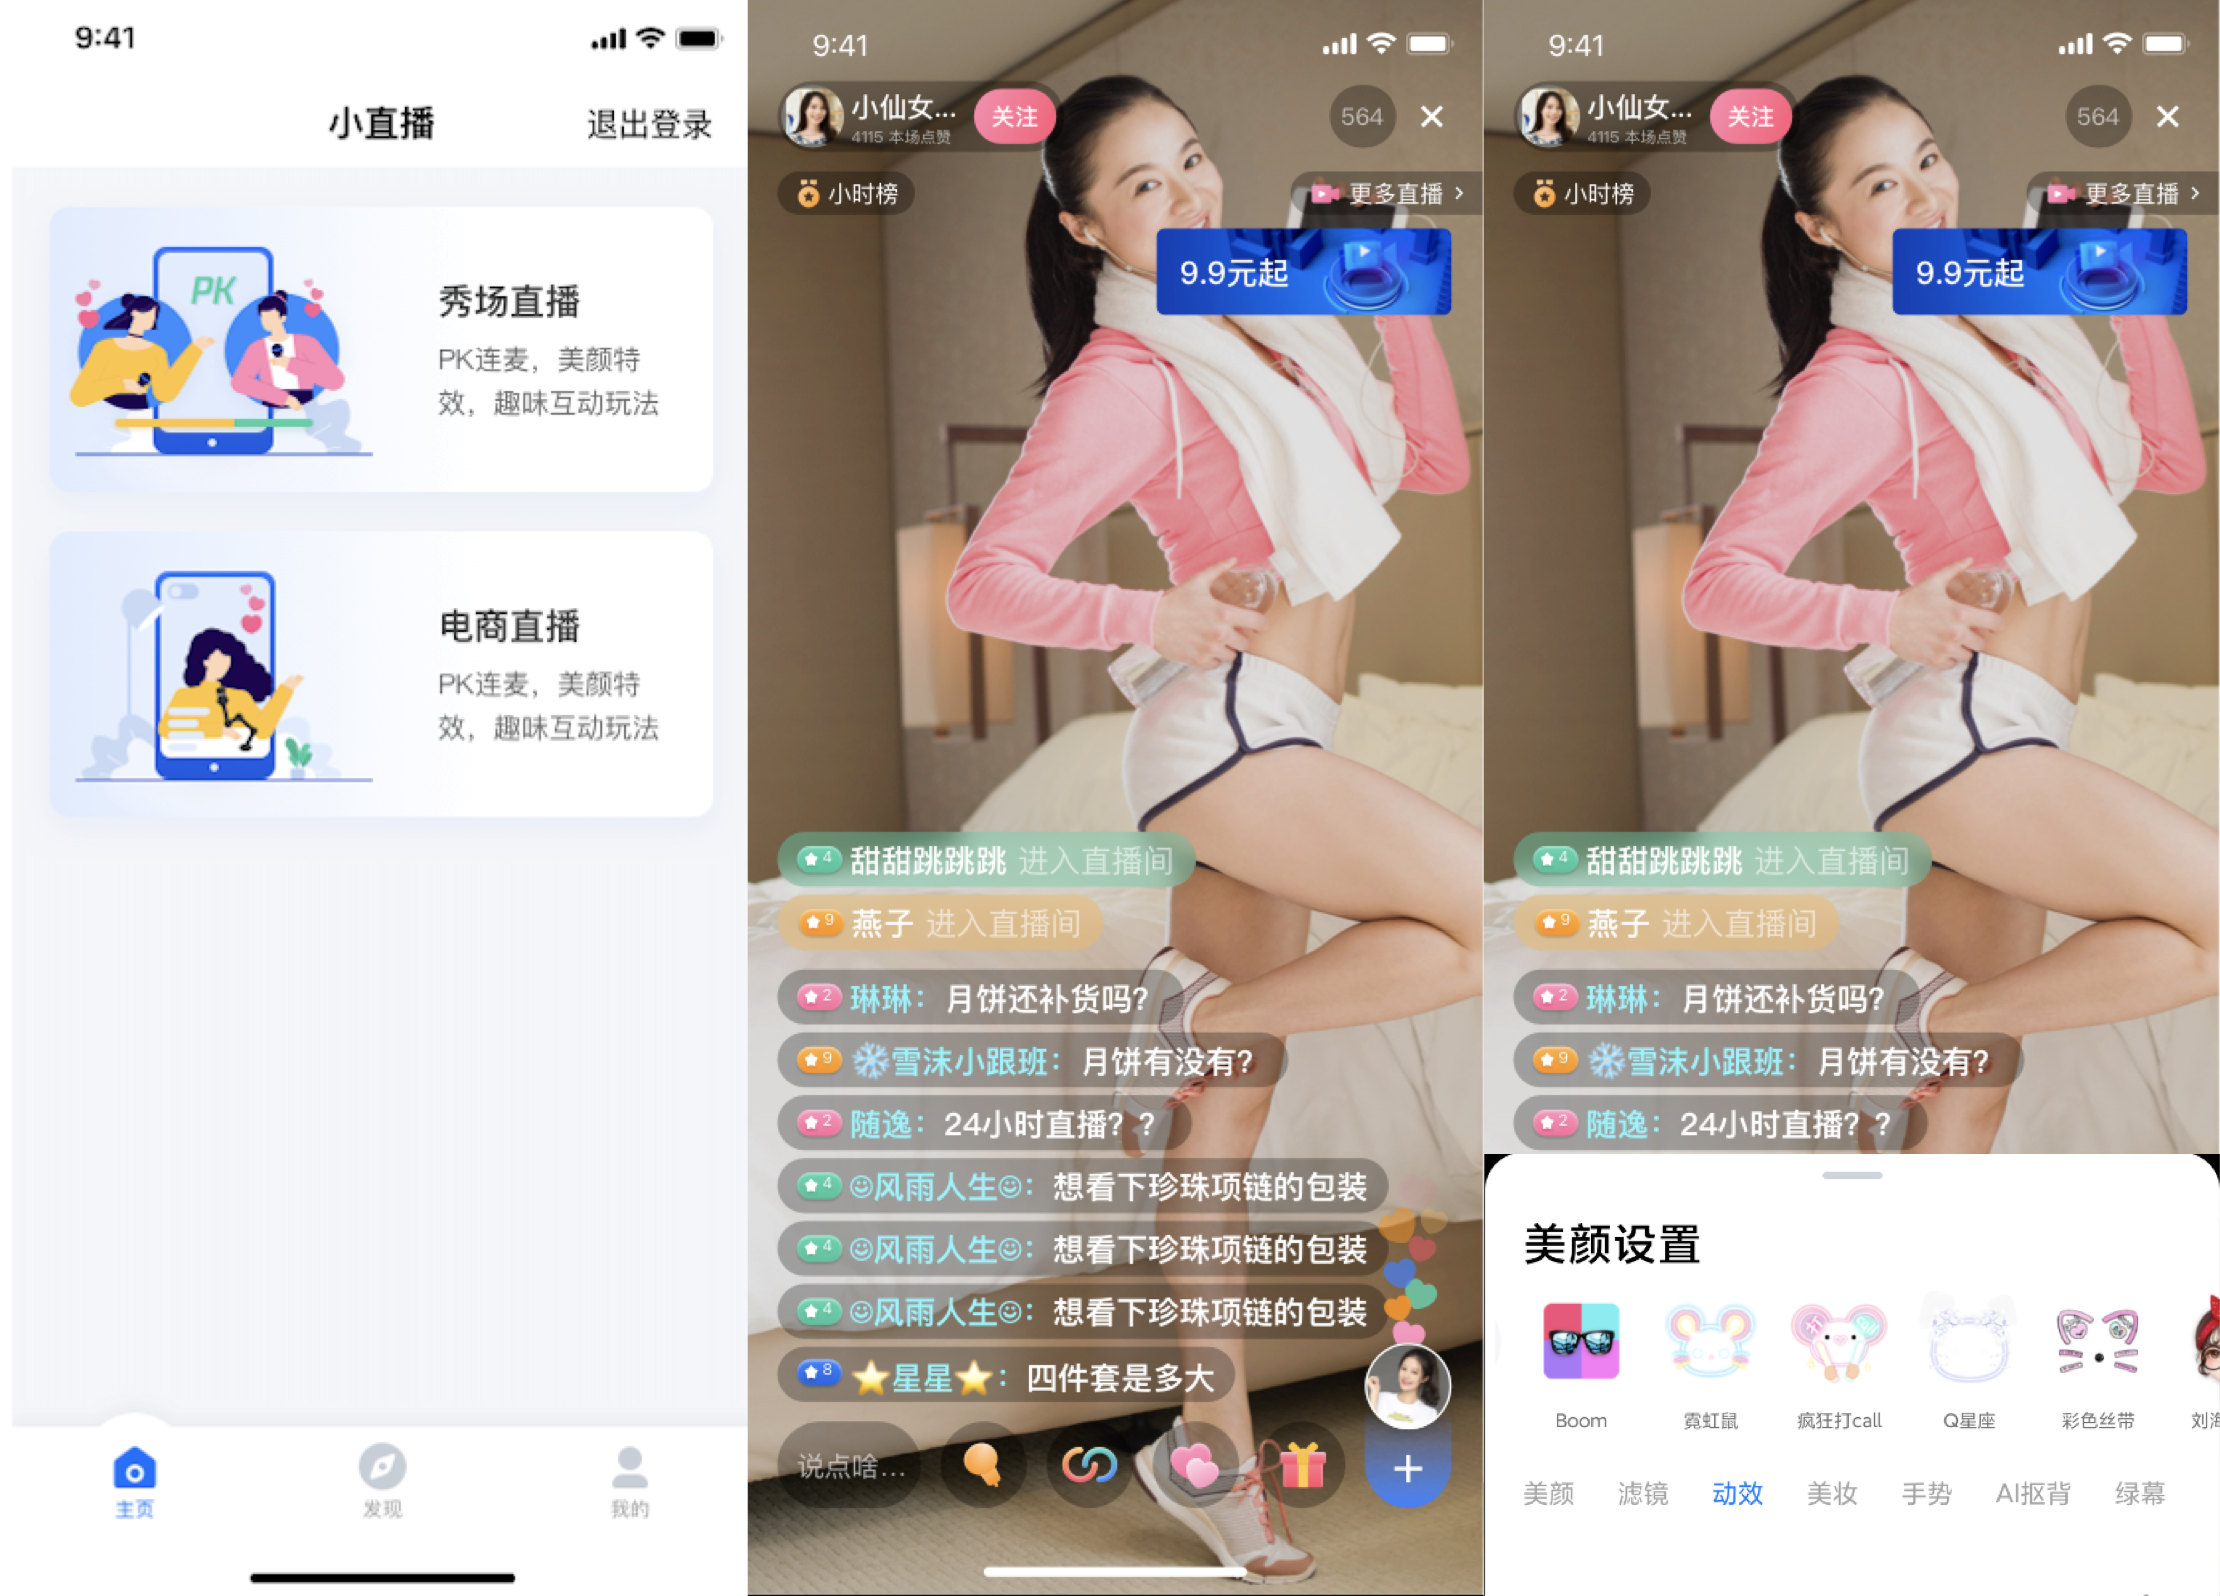 9:41
小直播
退出登录
PK
秀场直播
PK连麦，美颜特
效，趣味互动玩法
电商直播
PK连麦，美颜特
效，趣味互动玩法
主页
发现
我的
9:41
小仙女...
4115 本场点赞
关注
564
小时榜
更多直播
9.9元起
4 甜甜跳跳跳 进入直播间
9 燕子 进入直播间
2 琳琳：月饼还补货吗？
9 雪沫小跟班：月饼有没有？
2 随逸：24小时直播？？
4 ☺风雨人生☺：想看下珍珠项链的包装
4 ☺风雨人生☺：想看下珍珠项链的包装
4 ☺风雨人生☺：想看下珍珠项链的包装
8 ⭐星星⭐：四件套是多大
说点啥...
9:41
小仙女...
4115 本场点赞
关注
564
小时榜
更多直播
9.9元起
4 甜甜跳跳跳 进入直播间
9 燕子 进入直播间
2 琳琳：月饼还补货吗？
9 雪沫小跟班：月饼有没有？
2 随逸：24小时直播？？
美颜设置
Boom
霓虹鼠
疯狂打call
Q星座
彩色丝带
刘海
美颜
滤镜
动效
美妆
手势
AI抠背
绿幕